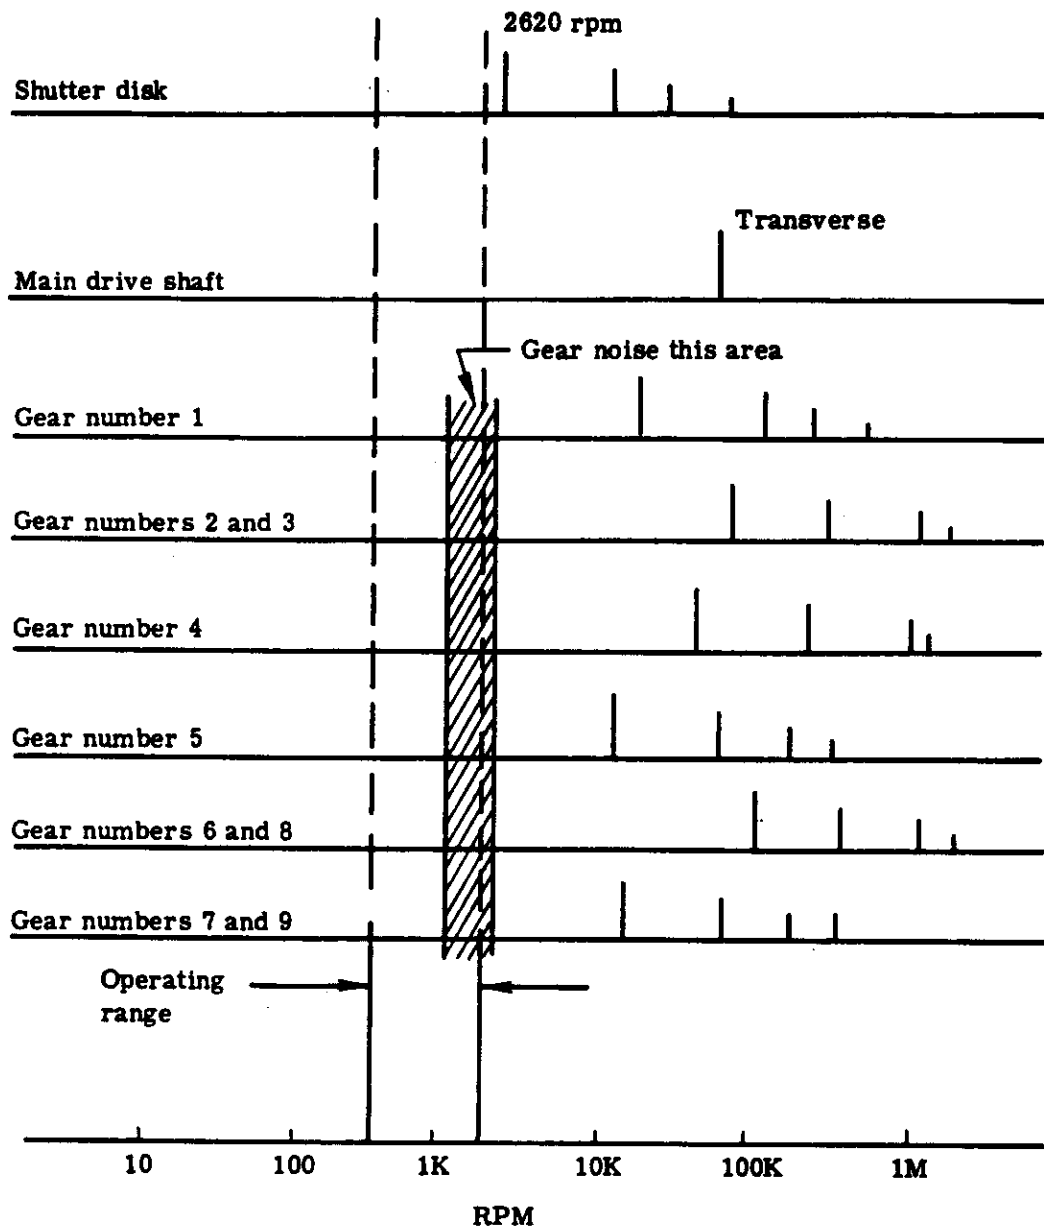 2620 rpm
Shutter disk
Transverse
Main drive shaft
Gear noise this area
Gear number 1
Gear numbers 2 and 3
Gear number 4
Gear number 5
Gear numbers 6 and 8
Gear numbers 7 and 9
Operating
range
10 100 1K 10K 100K 1M
RPM